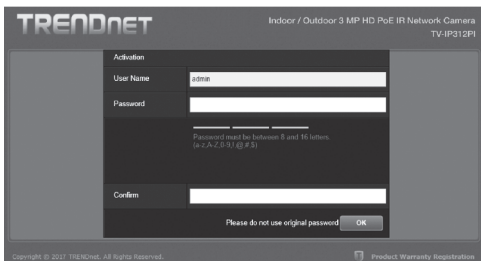 TRENDNET
Indoor / Outdoor 3 MP HD PoE IR Network Camera
TV-IP312PI
Activation
User Name
admin
Password
Password must be between 8 and 16 letters.
(a-z,A-Z,0-9,!,@,#,$)
Confirm
Please do not use original password
OK
Copyright © 2017 TRENDnet. All Rights Reserved.
Product Warranty Registration